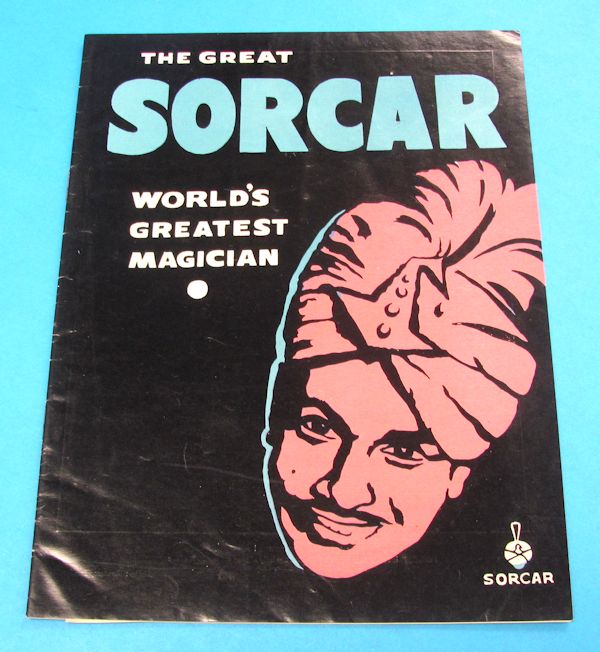 THE GREAT
SORCAR
WORLD'S
GREATEST
MAGICIAN
SORCAR